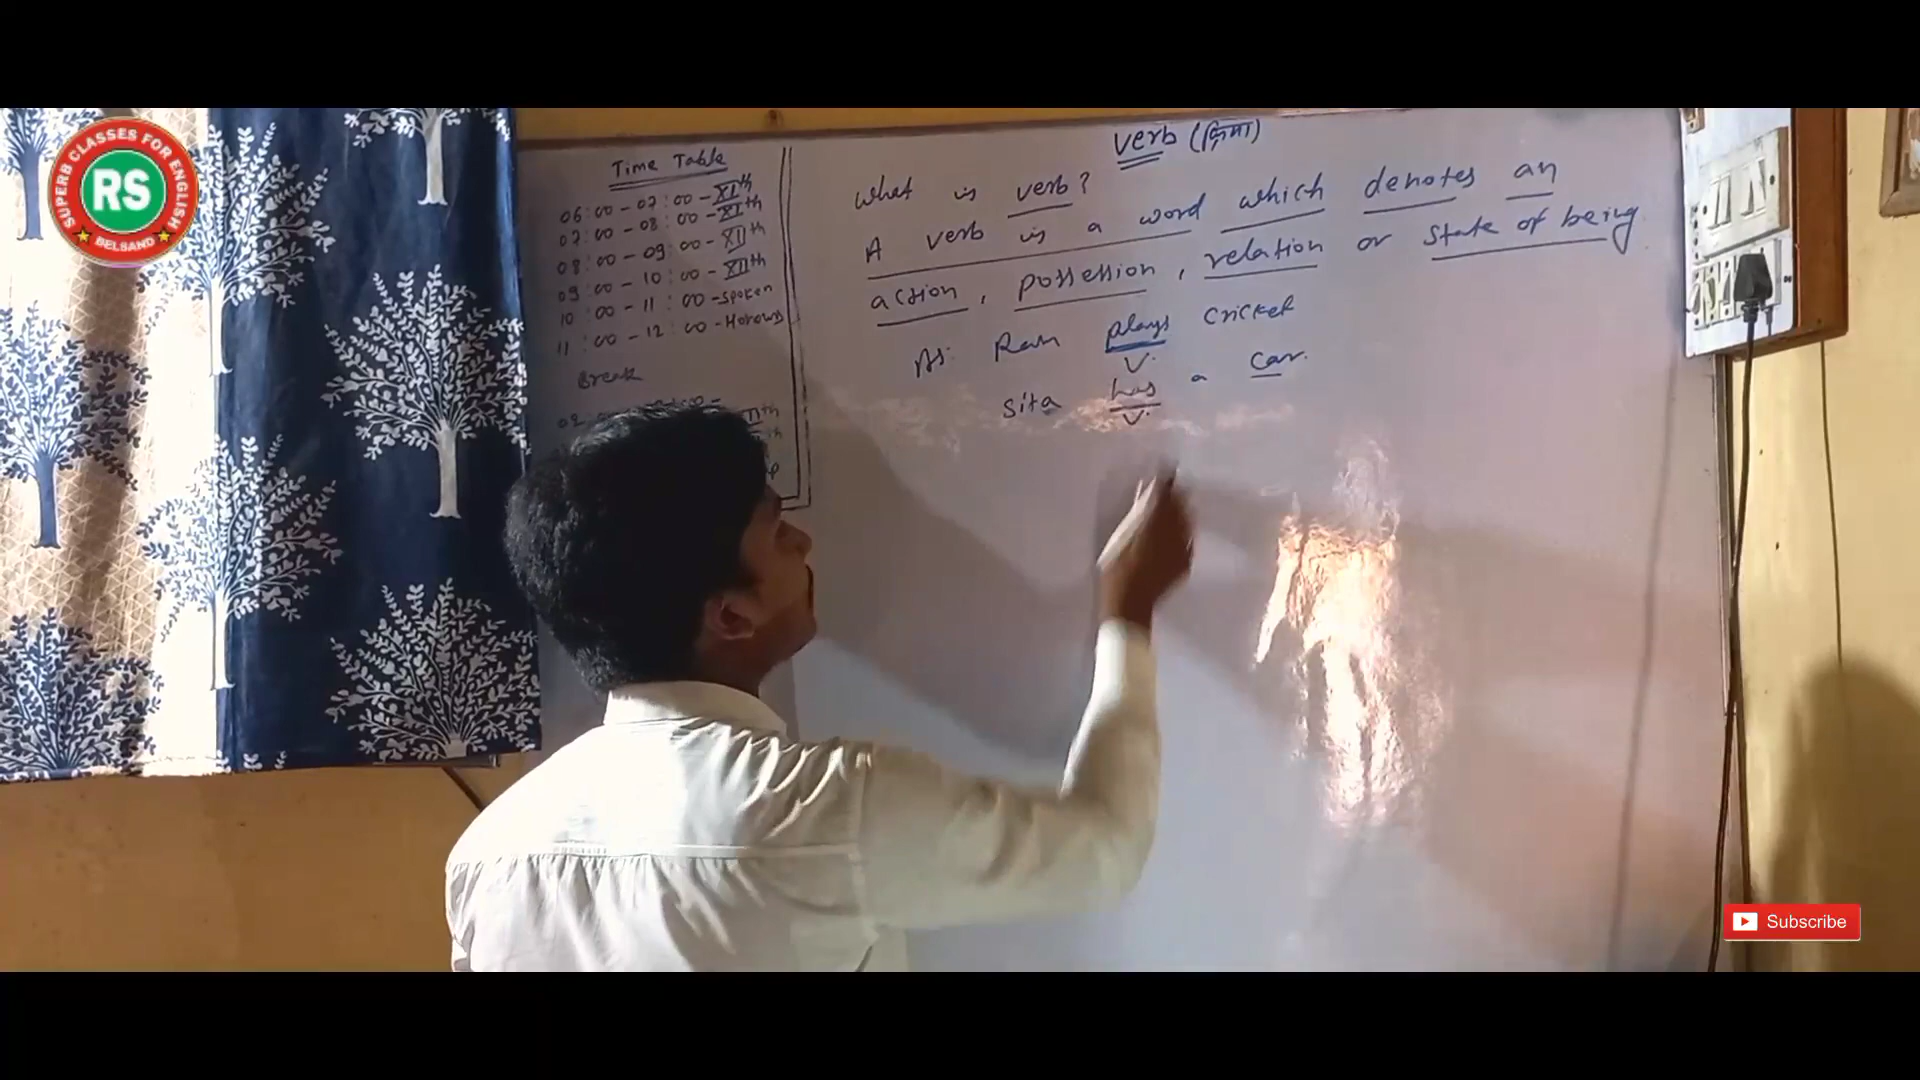 SUPERB CLASSES FOR ENGLISH
RS
BELSAND
Time Table
06:00 - 07:00 - XIth
07:00 - 08:00 - XIth
08:00 - 09:00 - XIIth
09:00 - 10:00 - XIIth
10:00 - 11:00 - Spoken
11:00 - 12:00 -
Break
verb (क्रिया)
What is verb?
A verb is a word which denotes an
action, possession, relation or state of being
As: Ram plays cricket
V.
Sita has a car.
V.
Subscribe